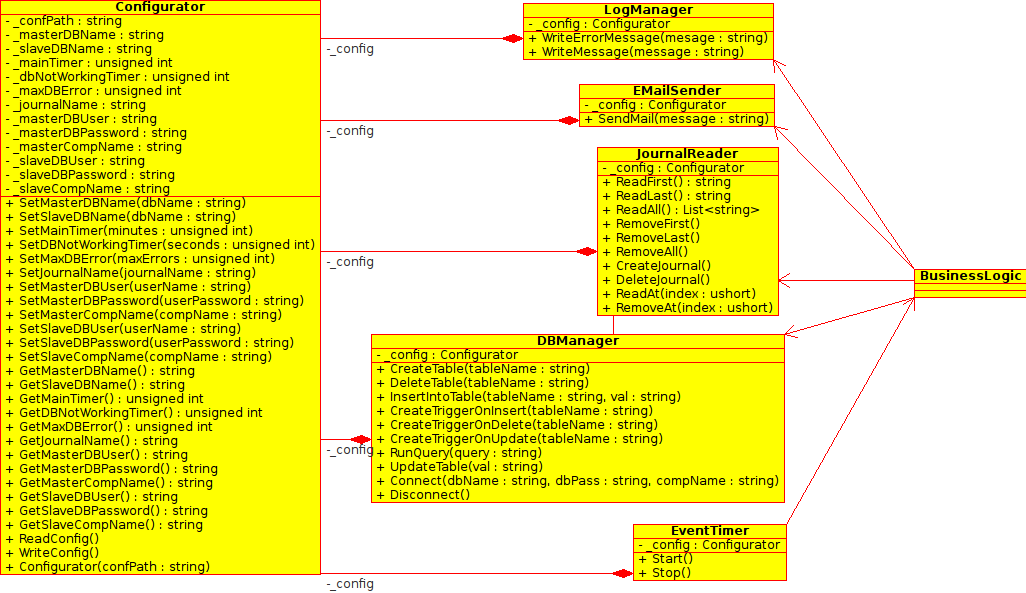 Configurator
- _confPath : string
- _masterDBName : string
- _slaveDBName : string
- _mainTimer : unsigned int
- _dbNotWorkingTimer : unsigned int
- _maxDBError : unsigned int
- _journalName : string
- _masterDBUser : string
- _masterDBPassword : string
- _masterCompName : string
- _slaveDBUser : string
- _slaveDBPassword : string
- _slaveCompName : string
+ SetMasterDBName(dbName : string)
+ SetSlaveDBName(dbName : string)
+ SetMainTimer(minutes : unsigned int)
+ SetDBNotWorkingTimer(seconds : unsigned int)
+ SetMaxDBError(maxErrors : unsigned int)
+ SetJournalName(journalName : string)
+ SetMasterDBUser(userName : string)
+ SetMasterDBPassword(userPassword : string)
+ SetMasterCompName(compName : string)
+ SetSlaveDBUser(userName : string)
+ SetSlaveDBPassword(userPassword : string)
+ SetSlaveCompName(compName : string)
+ GetMasterDBName() : string
+ GetSlaveDBName() : string
+ GetMainTimer() : unsigned int
+ GetDBNotWorkingTimer() : unsigned int
+ GetMaxDBError() : unsigned int
+ GetJournalName() : string
+ GetMasterDBUser() : string
+ GetMasterDBPassword() : string
+ GetMasterCompName() : string
+ GetSlaveDBUser() : string
+ GetSlaveDBPassword() : string
+ GetSlaveCompName() : string
+ ReadConfig()
+ WriteConfig()
+ Configurator(confPath : string)
-_config
-_config
-_config
-_config
-_config
LogManager
- _config : Configurator
+ WriteErrorMessage(mesage : string)
+ WriteMessage(message : string)
EMailSender
- _config : Configurator
+ SendMail(message : string)
JournalReader
- _config : Configurator
+ ReadFirst() : string
+ ReadLast() : string
+ ReadAll() : List<string>
+ RemoveFirst()
+ RemoveLast()
+ RemoveAll()
+ CreateJournal()
+ DeleteJournal()
+ ReadAt(index : ushort)
+ RemoveAt(index : ushort)
DBManager
- _config : Configurator
+ CreateTable(tableName : string)
+ DeleteTable(tableName : string)
+ InsertIntoTable(tableName : string, val : string)
+ CreateTriggerOnInsert(tableName : string)
+ CreateTriggerOnDelete(tableName : string)
+ CreateTriggerOnUpdate(tableName : string)
+ RunQuery(query : string)
+ UpdateTable(val : string)
+ Connect(dbName : string, dbPass : string, compName : string)
+ Disconnect()
EventTimer
- _config : Configurator
+ Start()
+ Stop()
BusinessLogic